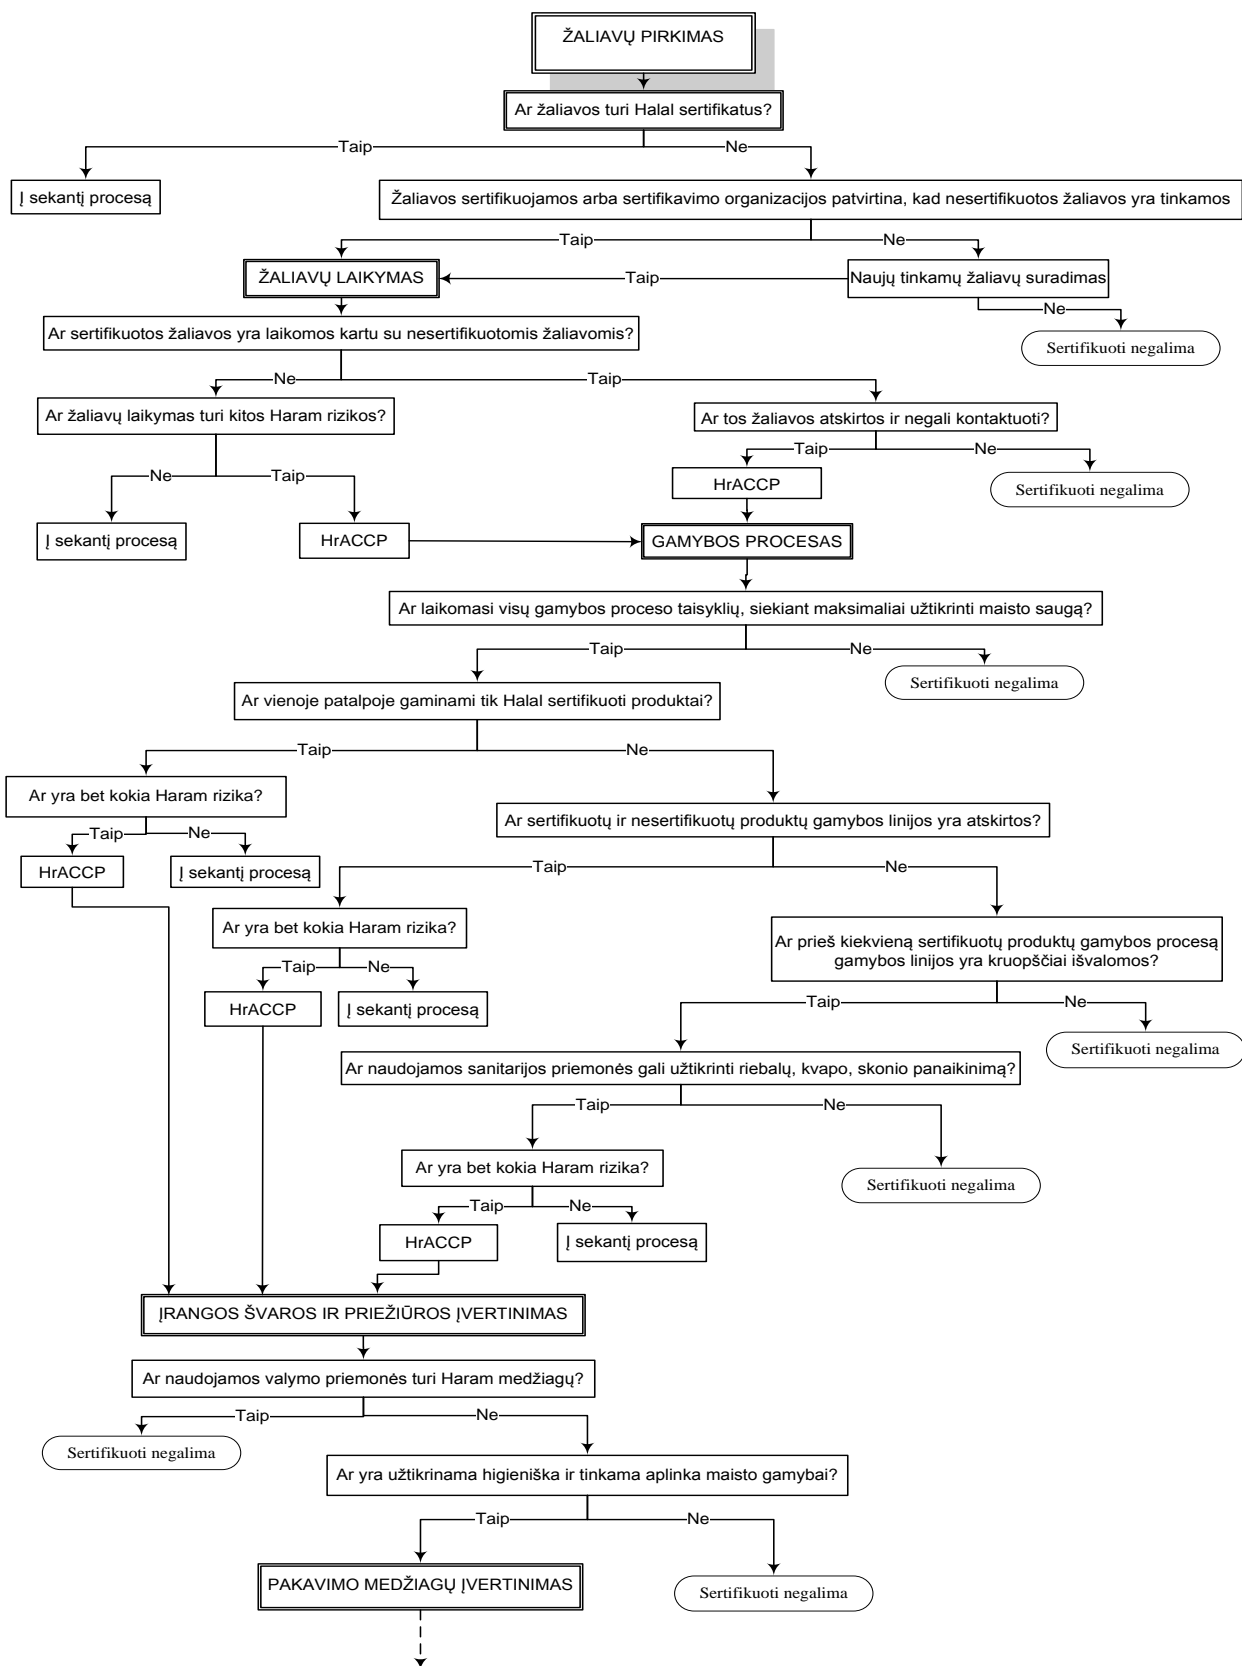 ŽALIAVŲ PIRKIMAS
Ar žaliavos turi Halal sertifikatus?
Taip
Ne
Į sekantį procesą
Žaliavos sertifikuojamos arba sertifikavimo organizacijos patvirtina, kad nesertifikuotos žaliavos yra tinkamos
Taip
Ne
ŽALIAVŲ LAIKYMAS
Taip
Naujų tinkamų žaliavų suradimas
Ne
Ar sertifikuotos žaliavos yra laikomos kartu su nesertifikuotomis žaliavomis?
Sertifikuoti negalima
Ne
Taip
Ar žaliavų laikymas turi kitos Haram rizikos?
Ar tos žaliavos atskirtos ir negali kontaktuoti?
Taip
Ne
Ne
Taip
HrACCP
Sertifikuoti negalima
Į sekantį procesą
HrACCP
GAMYBOS PROCESAS
Ar laikomasi visų gamybos proceso taisyklių, siekiant maksimaliai užtikrinti maisto saugą?
Taip
Ne
Sertifikuoti negalima
Ar vienoje patalpoje gaminami tik Halal sertifikuoti produktai?
Taip
Ne
Ar yra bet kokia Haram rizika?
Ar sertifikuotų ir nesertifikuotų produktų gamybos linijos yra atskirtos?
Taip
Ne
HrACCP
Į sekantį procesą
Taip
Ne
Ar yra bet kokia Haram rizika?
Ar prieš kiekvieną sertifikuotų produktų gamybos procesą
gamybos linijos yra kruopščiai išvalomos?
Taip
Ne
HrACCP
Į sekantį procesą
Taip
Ne
Sertifikuoti negalima
Ar naudojamos sanitarijos priemonės gali užtikrinti riebalų, kvapo, skonio panaikinimą?
Taip
Ne
Ar yra bet kokia Haram rizika?
Sertifikuoti negalima
Taip
Ne
HrACCP
Į sekantį procesą
ĮRANGOS ŠVAROS IR PRIEŽIŪROS ĮVERTINIMAS
Ar naudojamos valymo priemonės turi Haram medžiagų?
Taip
Ne
Sertifikuoti negalima
Ar yra užtikrinama higieniška ir tinkama aplinka maisto gamybai?
Taip
Ne
PAKAVIMO MEDŽIAGŲ ĮVERTINIMAS
Sertifikuoti negalima